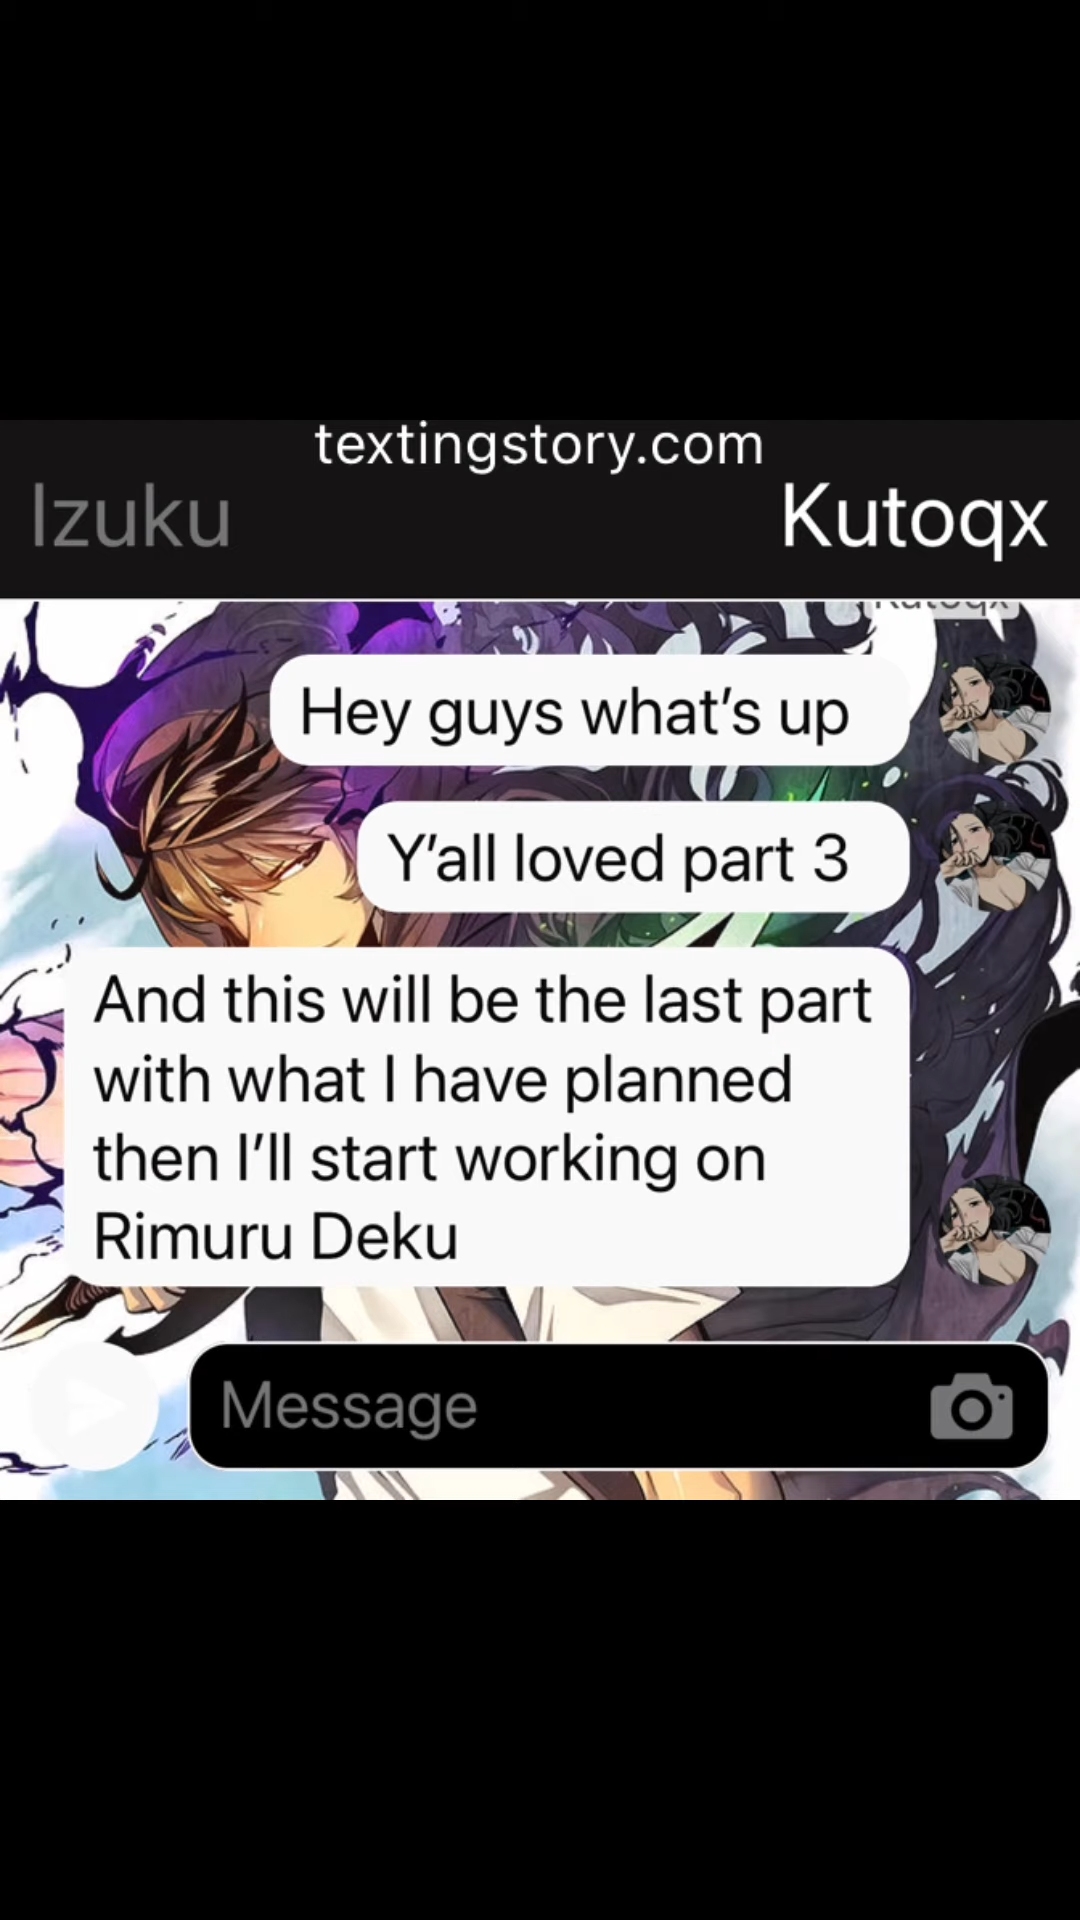 textingstory.com
Izuku
Kutoqx
Kutoqx
Hey guys what's up
Y'all loved part 3
And this will be the last part
with what I have planned
then I'll start working on
Rimuru Deku
Message